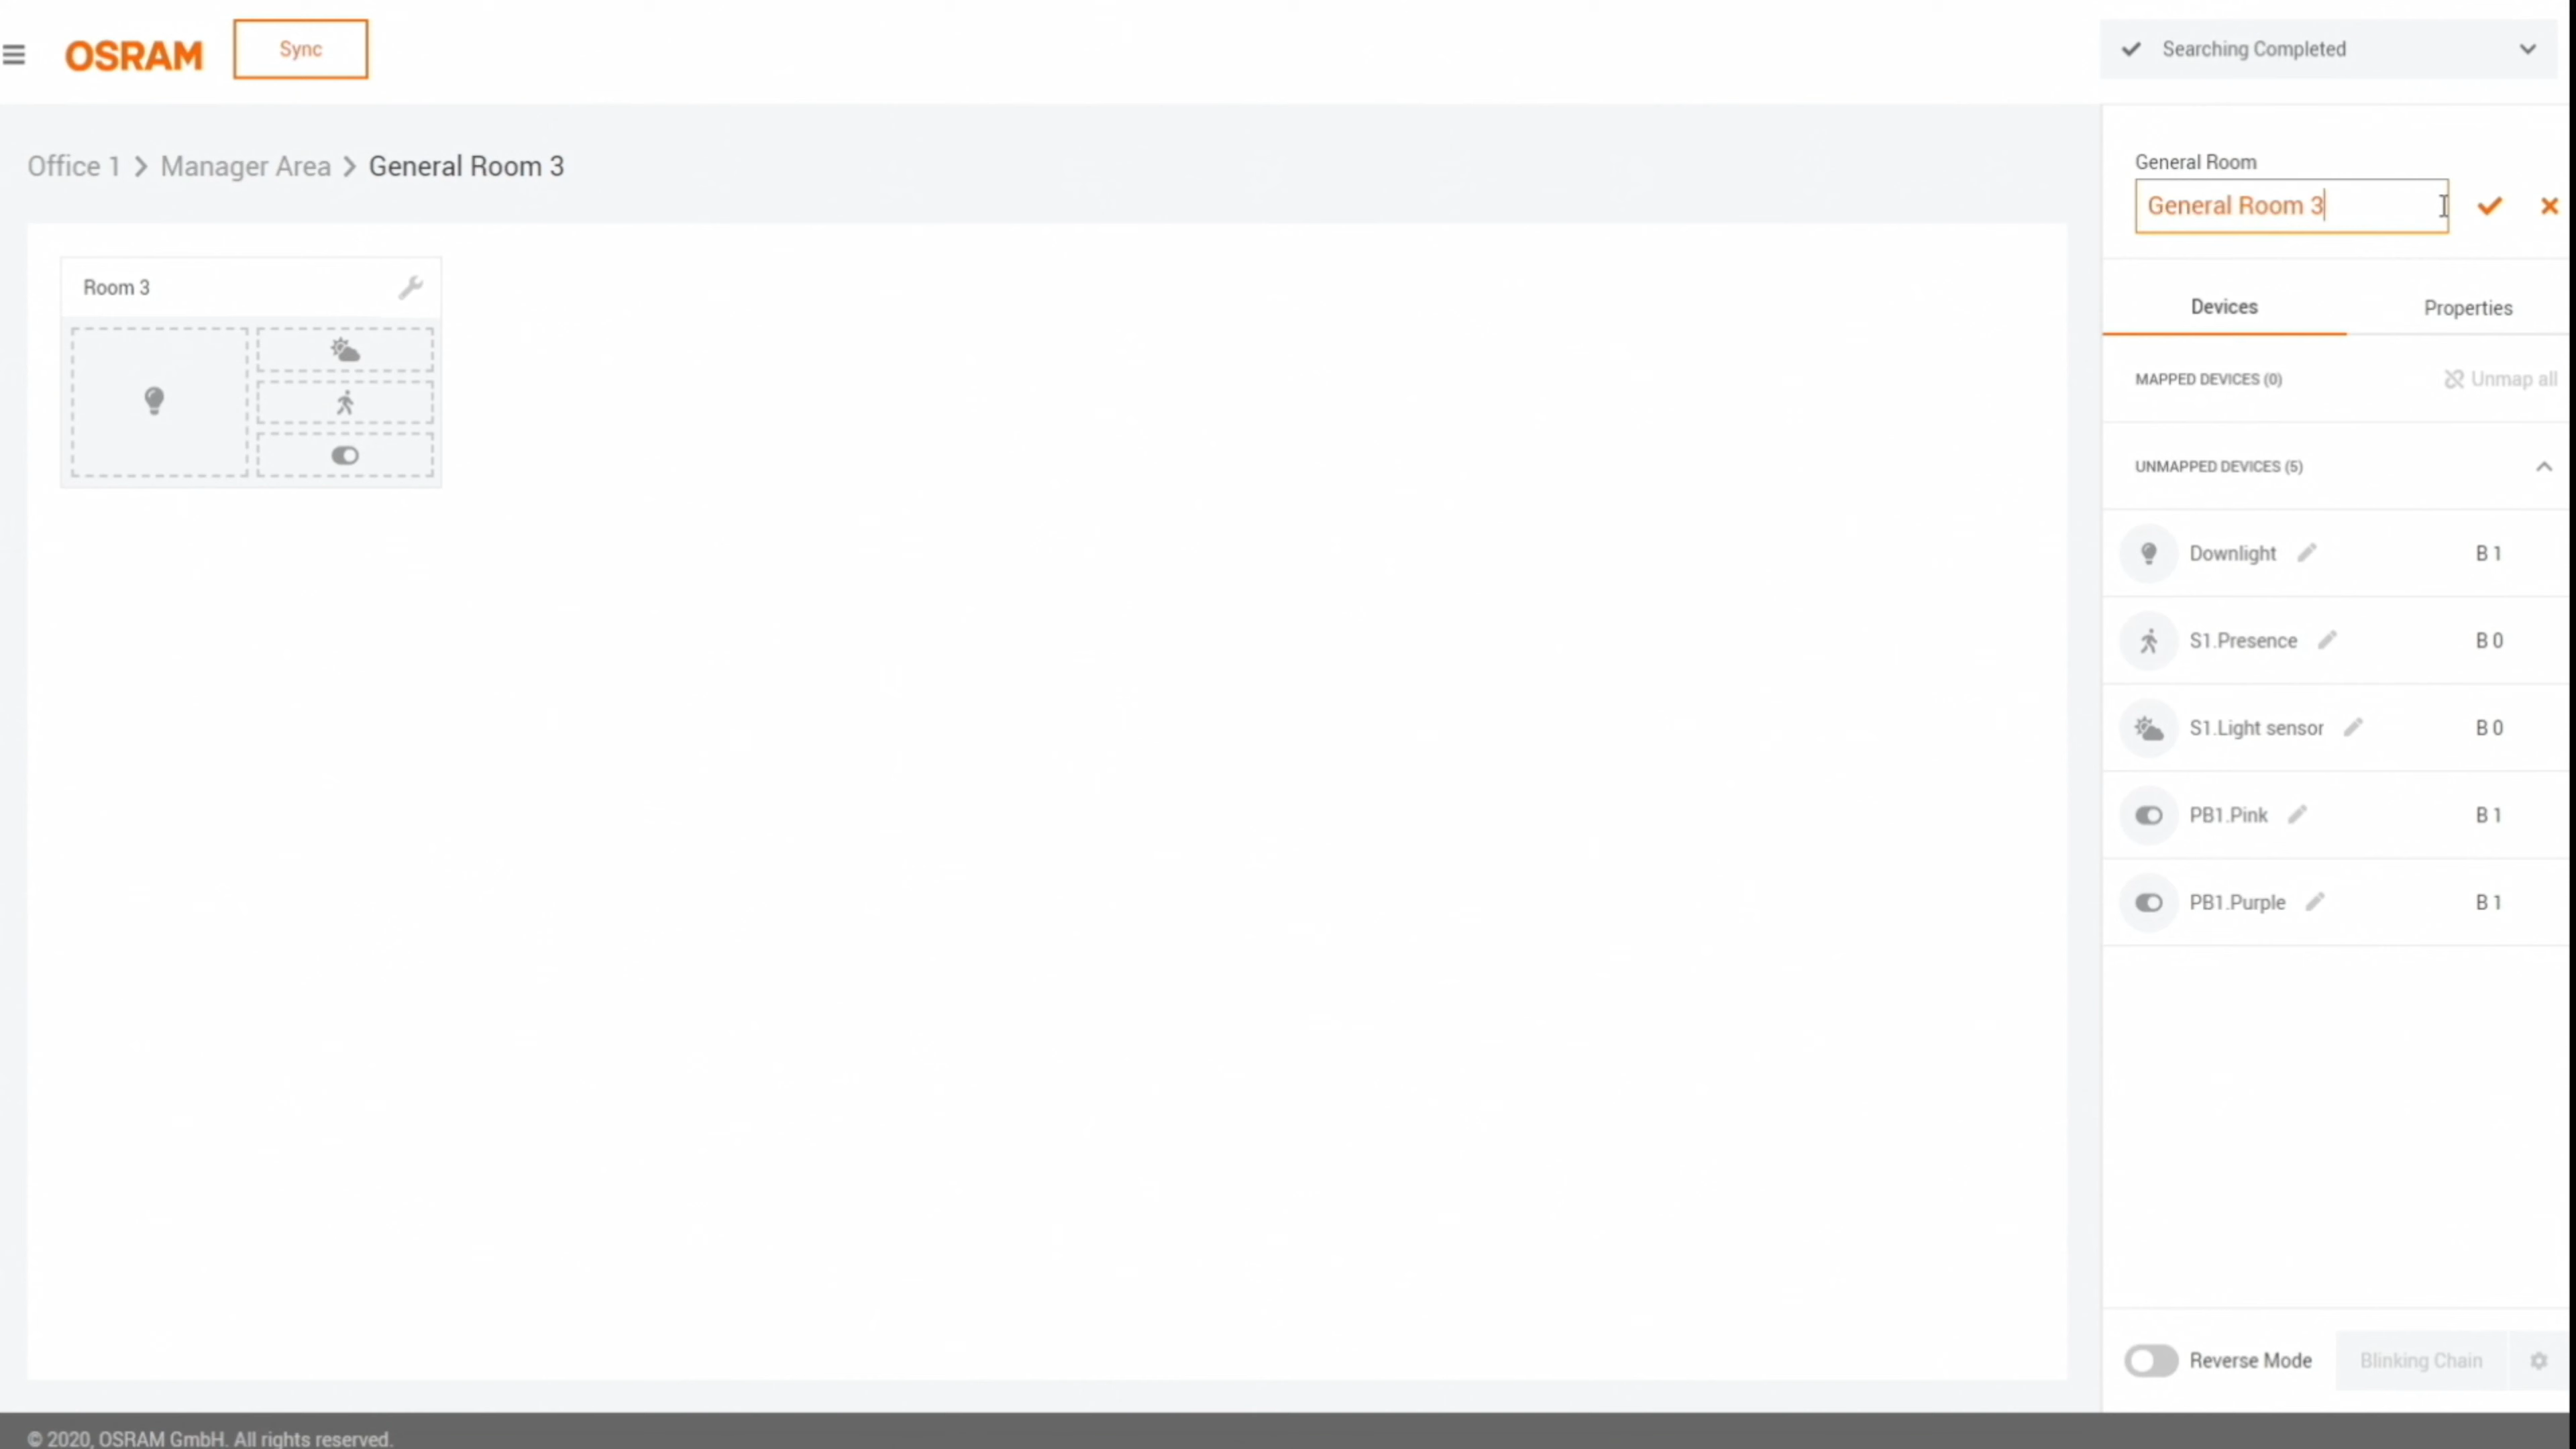 OSRAM
Sync
Searching Completed
Office 1 > Manager Area > General Room 3
General Room
General Room 3
Room 3
Devices
Properties
MAPPED DEVICES (0)
Unmap all
UNMAPPED DEVICES (5)
Downlight B 1
S1.Presence B 0
S1.Light sensor B 0
PB1.Pink B 1
PB1.Purple B 1
Reverse Mode
Blinking Chain
© 2020, OSRAM GmbH. All rights reserved.